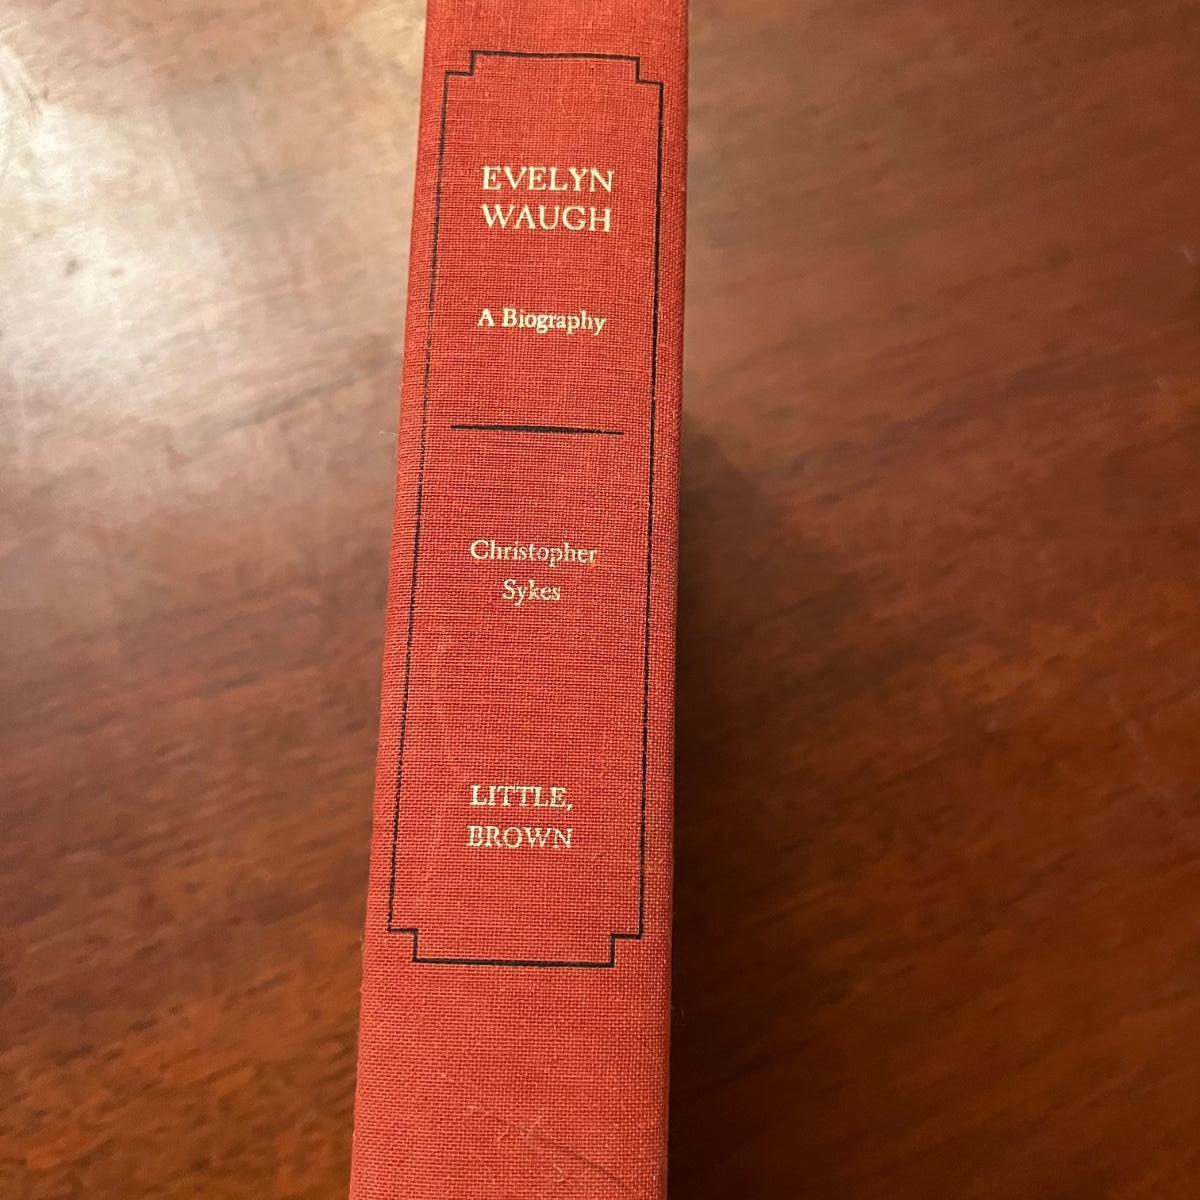 EVELYN
WAUGH
A Biography
Christopher
Sykes
LITTLE,
BROWN